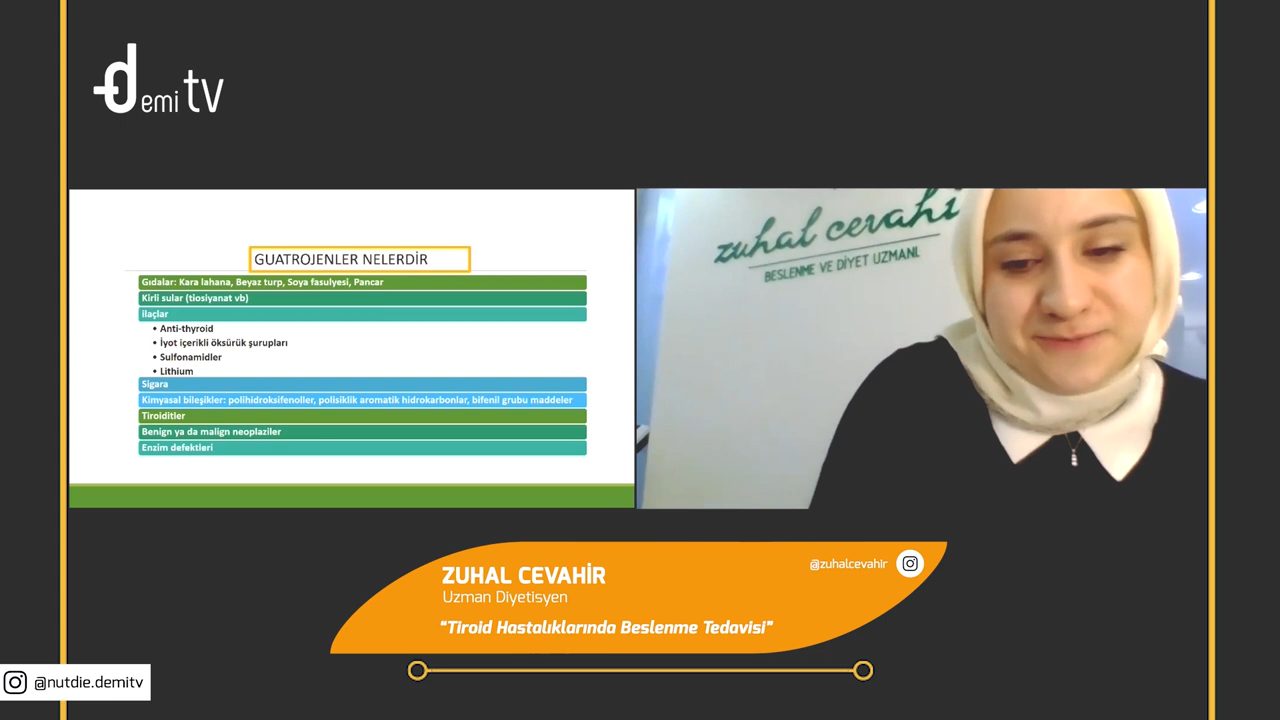 demi tv
GUATROJENLER NELERDİR
Gıdalar: Kara lahana, Beyaz turp, Soya fasulyesi, Pancar
Kirli sular (tiosiyanat vb)
ilaçlar
• Anti-thyroid
• İyot içerikli öksürük şurupları
• Sulfonamidler
• Lithium
Sigara
Kimyasal bileşikler: polihidroksifenoller, polisiklik aromatik hidrokarbonlar, bifenil grubu maddeler
Tiroiditler
Benign ya da malign neoplaziler
Enzim defektleri
zuhal cevahi
BESLENME VE DİYET UZMANI
@zuhalcevahir
ZUHAL CEVAHİR
Uzman Diyetisyen
“Tiroid Hastalıklarında Beslenme Tedavisi”
@nutdie.demitv